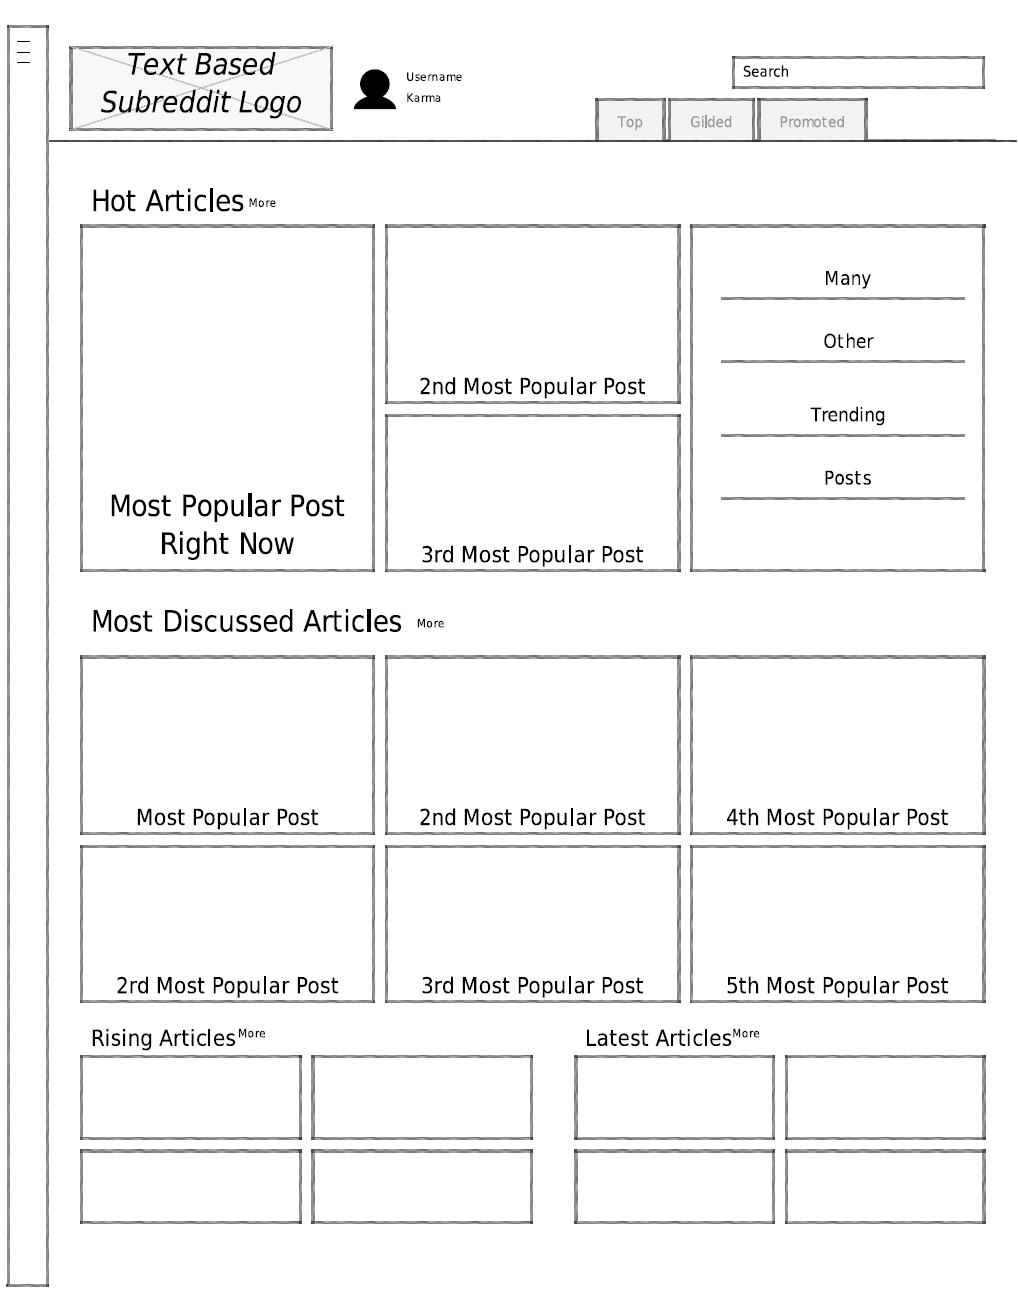 Text Based
Subreddit Logo
Username
Karma
Search
Top
Gilded
Promoted
Hot Articles More
Most Popular Post
Right Now
2nd Most Popular Post
3rd Most Popular Post
Many
Other
Trending
Posts
Most Discussed Articles More
Most Popular Post
2nd Most Popular Post
4th Most Popular Post
2rd Most Popular Post
3rd Most Popular Post
5th Most Popular Post
Rising Articles More
Latest Articles More